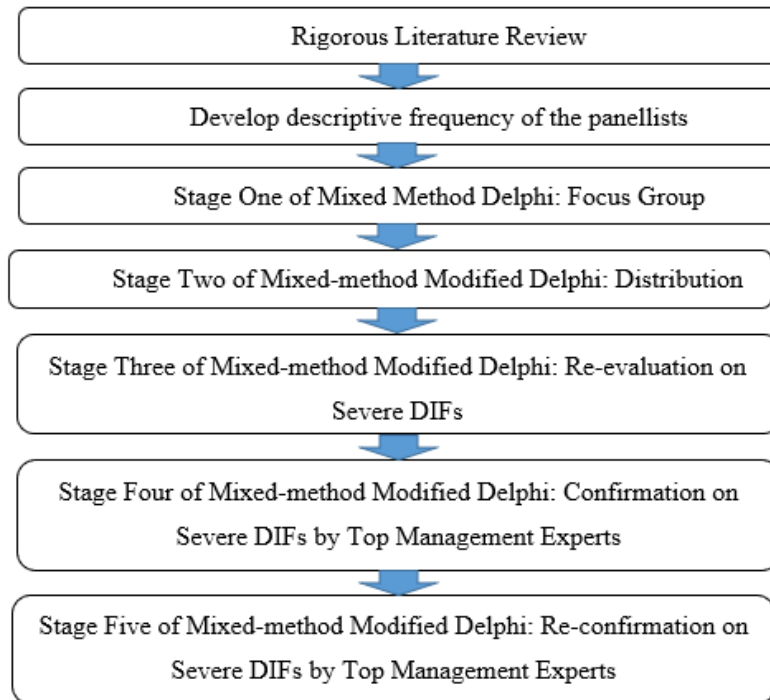 Rigorous Literature Review
Develop descriptive frequency of the panellists
Stage One of Mixed Method Delphi: Focus Group
Stage Two of Mixed-method Modified Delphi: Distribution
Stage Three of Mixed-method Modified Delphi: Re-evaluation on
Severe DIFs
Stage Four of Mixed-method Modified Delphi: Confirmation on
Severe DIFs by Top Management Experts
Stage Five of Mixed-method Modified Delphi: Re-confirmation on
Severe DIFs by Top Management Experts